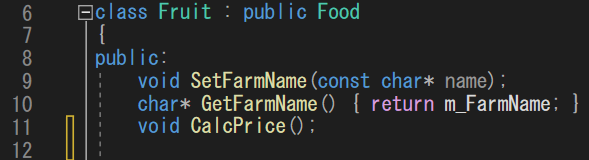 6 class Fruit : public Food
7 {
8 public:
9 void SetFarmName(const char* name);
10 char* GetFarmName() { return m_FarmName; }
11 void CalcPrice();
12